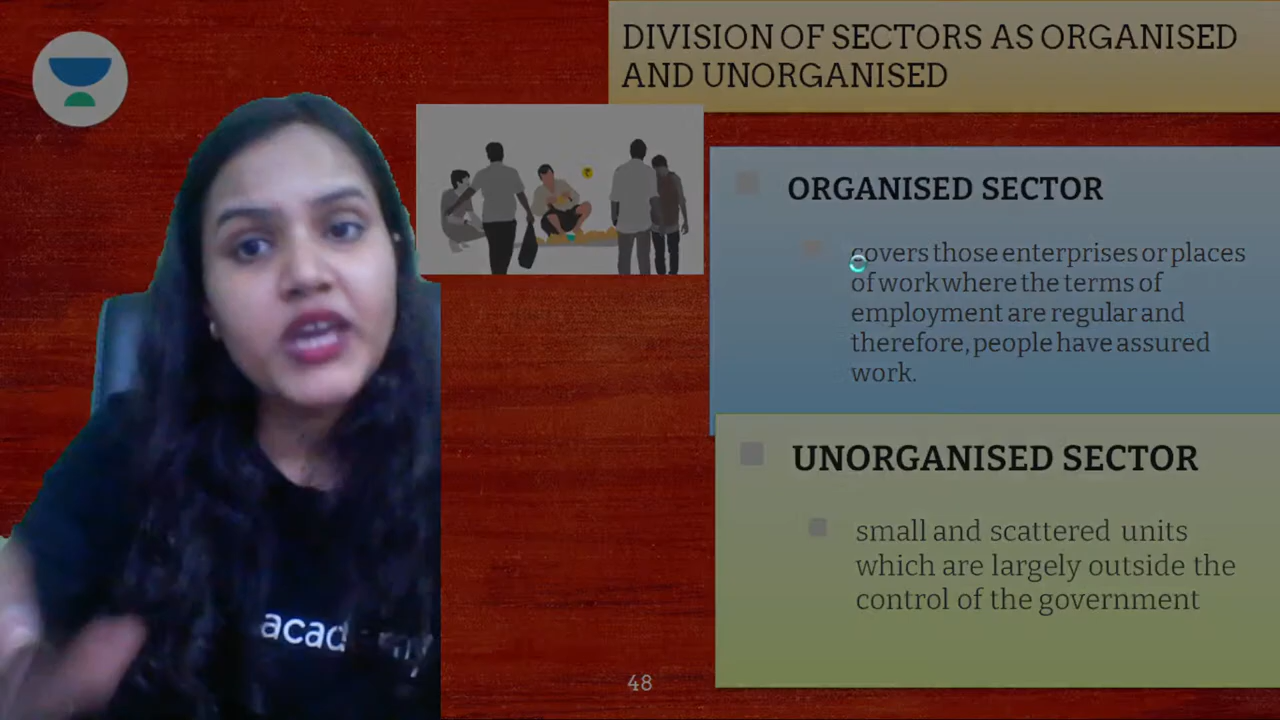 DIVISION OF SECTORS AS ORGANISED
AND UNORGANISED
ORGANISED SECTOR
covers those enterprises or places
of work where the terms of
employment are regular and
therefore, people have assured
work.
UNORGANISED SECTOR
small and scattered units
which are largely outside the
control of the government
48